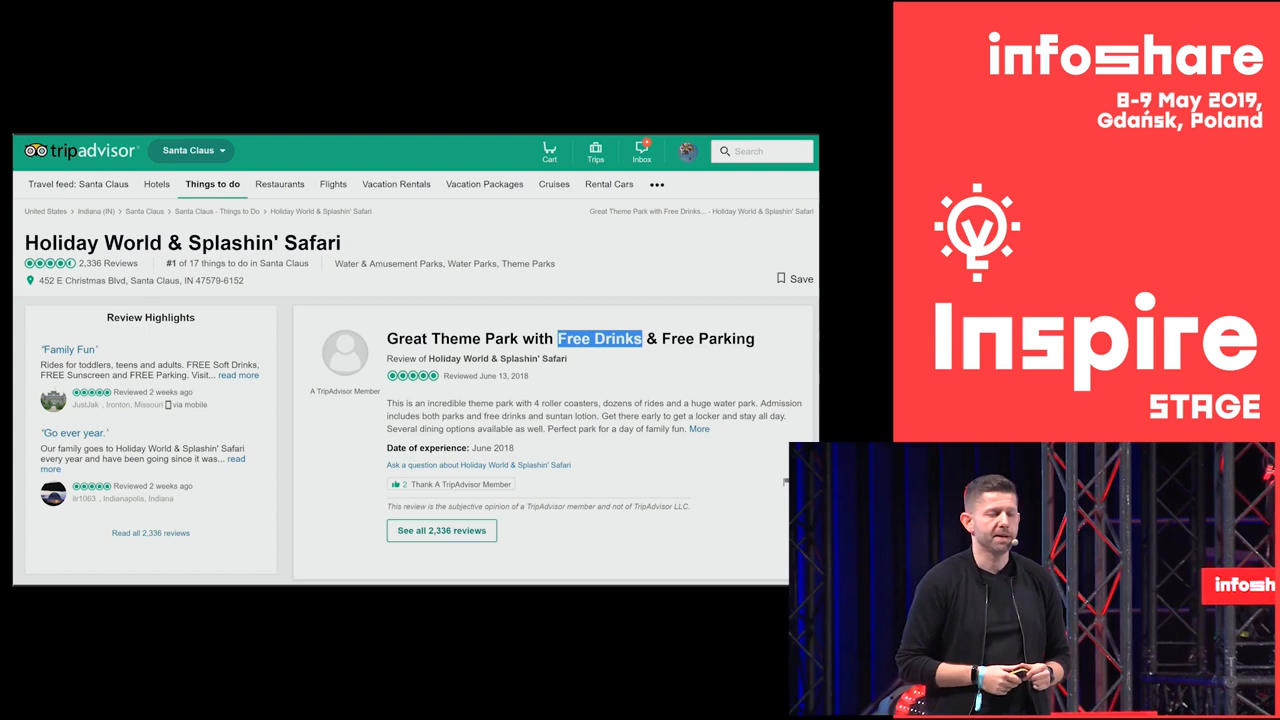 infoshare
8-9 May 2019,
Gdańsk, Poland
Inspire
STAGE
tripadvisor
Santa Claus
Cart
Trips
Inbox
Search
Travel feed: Santa Claus
Hotels
Things to do
Restaurants
Flights
Vacation Rentals
Vacation Packages
Cruises
Rental Cars
United States > Indiana (IN) > Santa Claus > Santa Claus - Things to Do > Holiday World & Splashin' Safari
Great Theme Park with Free Drinks... - Holiday World & Splashin' Safari
Holiday World & Splashin' Safari
2,336 Reviews
#1 of 17 things to do in Santa Claus
Water & Amusement Parks, Water Parks, Theme Parks
452 E Christmas Blvd, Santa Claus, IN 47579-6152
Save
Review Highlights
"Family Fun"
Rides for toddlers, teens and adults. FREE Soft Drinks,
FREE Sunscreen and FREE Parking. Visit... read more
Reviewed 2 weeks ago
JustJak , Ironton, Missouri via mobile
"Go ever year."
Our family goes to Holiday World & Splashin' Safari
every year and have been going since it was... read
more
Reviewed 2 weeks ago
ilr1063 , Indianapolis, Indiana
Read all 2,336 reviews
A TripAdvisor Member
Great Theme Park with Free Drinks & Free Parking
Review of Holiday World & Splashin' Safari
Reviewed June 13, 2018
This is an incredible theme park with 4 roller coasters, dozens of rides and a huge water park. Admission
includes both parks and free drinks and suntan lotion. Get there early to get a locker and stay all day.
Several dining options available as well. Perfect park for a day of family fun. More
Date of experience: June 2018
Ask a question about Holiday World & Splashin' Safari
2 Thank A TripAdvisor Member
This review is the subjective opinion of a TripAdvisor member and not of TripAdvisor LLC.
See all 2,336 reviews
infosh